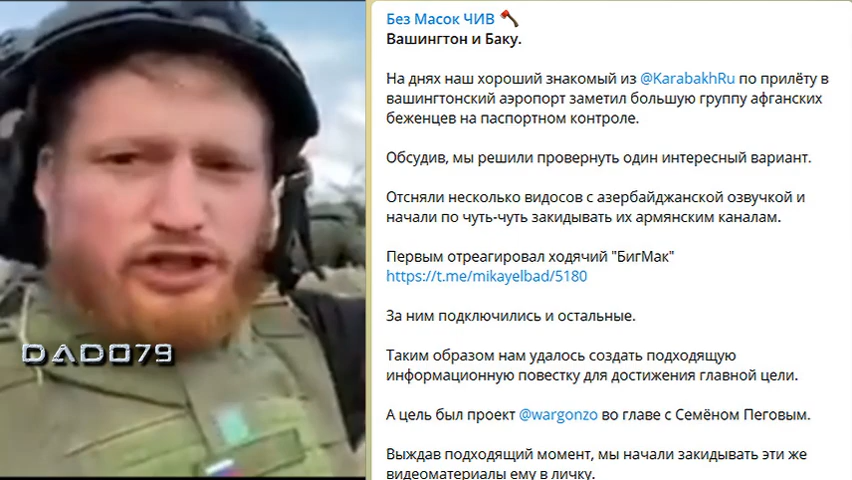 DADO79
Без Масок ЧИВ
Вашингтон и Баку.
На днях наш хороший знакомый из @KarabakhRu по прилёту в
вашингтонский аэропорт заметил большую группу афганских
беженцев на паспортном контроле.
Обсудив, мы решили провернуть один интересный вариант.
Отсняли несколько видосов с азербайджанской озвучкой и
начали по чуть-чуть закидывать их армянским каналам.
Первым отреагировал ходячий "БигМак"
https://t.me/mikayelbad/5180
За ним подключились и остальные.
Таким образом нам удалось создать подходящую
информационную повестку для достижения главной цели.
А цель был проект @wargonzo во главе с Семёном Пеговым.
Выждав подходящий момент, мы начали закидывать эти же
видеоматериалы ему в личку.